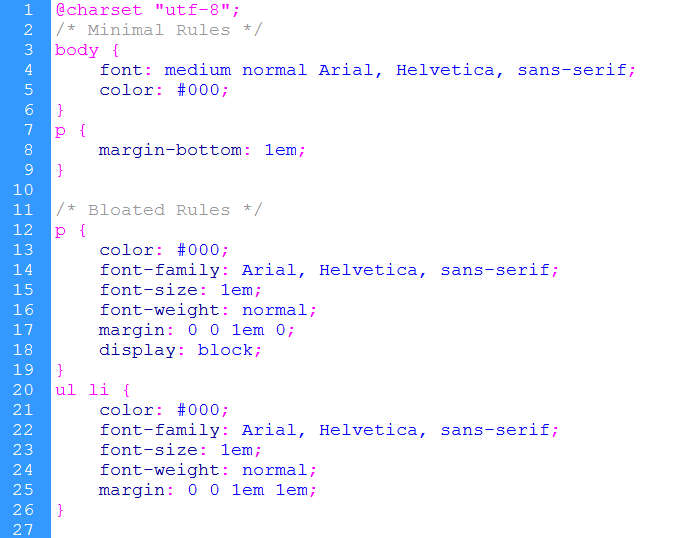 1 @charset "utf-8";
2 /* Minimal Rules */
3 body {
4     font: medium normal Arial, Helvetica, sans-serif;
5     color: #000;
6 }
7 p {
8     margin-bottom: 1em;
9 }
10
11 /* Bloated Rules */
12 p {
13     color: #000;
14     font-family: Arial, Helvetica, sans-serif;
15     font-size: 1em;
16     font-weight: normal;
17     margin: 0 0 1em 0;
18     display: block;
19 }
20 ul li {
21     color: #000;
22     font-family: Arial, Helvetica, sans-serif;
23     font-size: 1em;
24     font-weight: normal;
25     margin: 0 0 1em 1em;
26 }
27